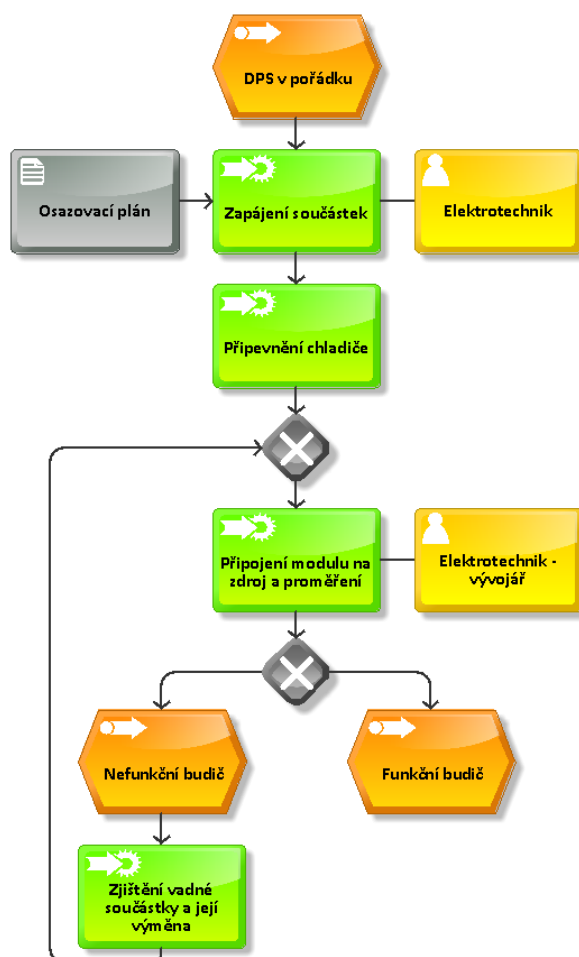 DPS v pořádku
Osazovací plán
Zapájení součástek
Elektrotechnik
Připevnění chladiče
Připojení modulu na
zdroj a proměření
Elektrotechnik -
vývojář
Nefunkční budič
Funkční budič
Zjištění vadné
součástky a její
výměna